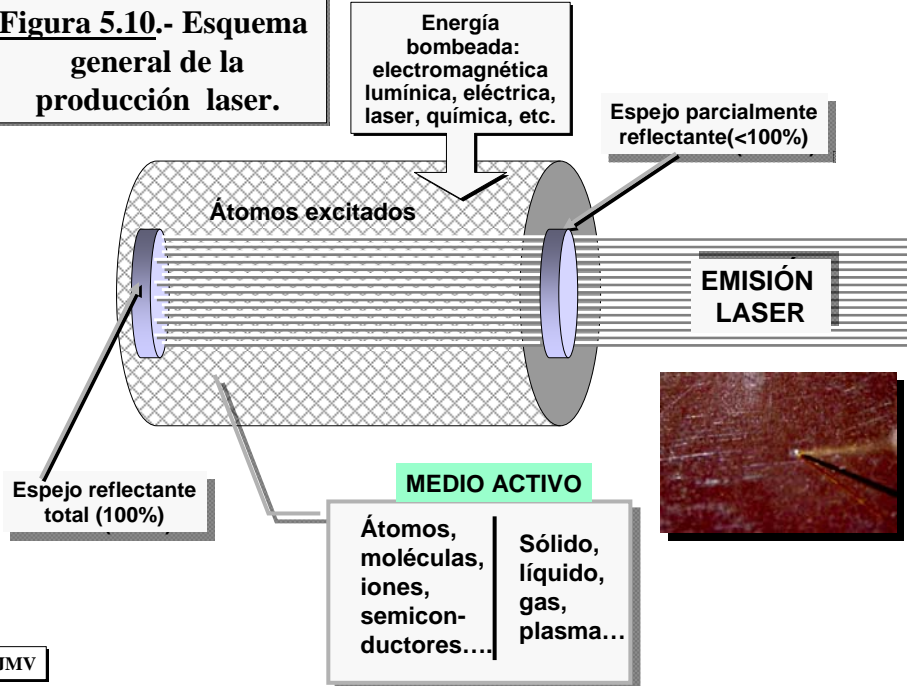 Figura 5.10.- Esquema
general de la
producción laser.
Energía
bombeada:
electromagnética
lumínica, eléctrica,
laser, química, etc.
Espejo parcialmente
reflectante(<100%)
Átomos excitados
EMISIÓN
LASER
Espejo reflectante
total (100%)
MEDIO ACTIVO
Átomos,
moléculas,
iones,
semicon-
ductores....
Sólido,
líquido,
gas,
plasma…
JMV